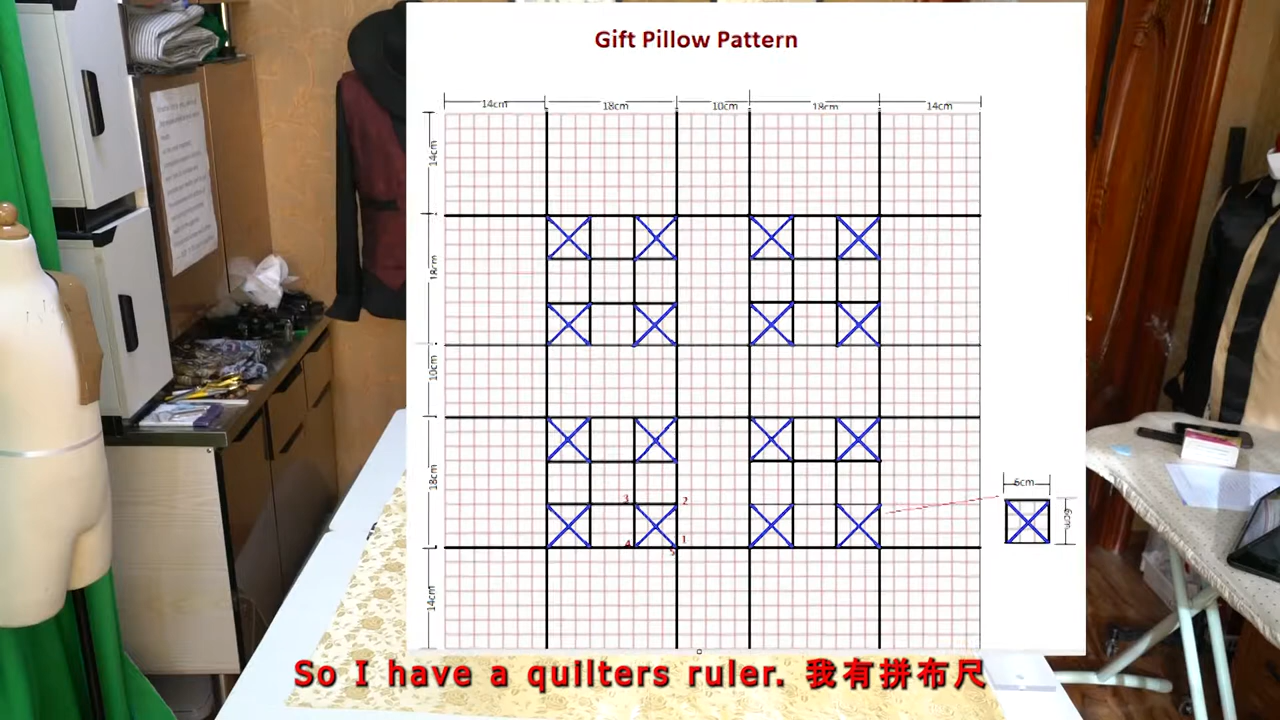 Gift Pillow Pattern
14cm 18cm 10cm 18cm 14cm
14cm
18cm
10cm
18cm
14cm
3 2
4 1
5
6cm
6cm
So I have a quilters ruler. 我有拼布尺